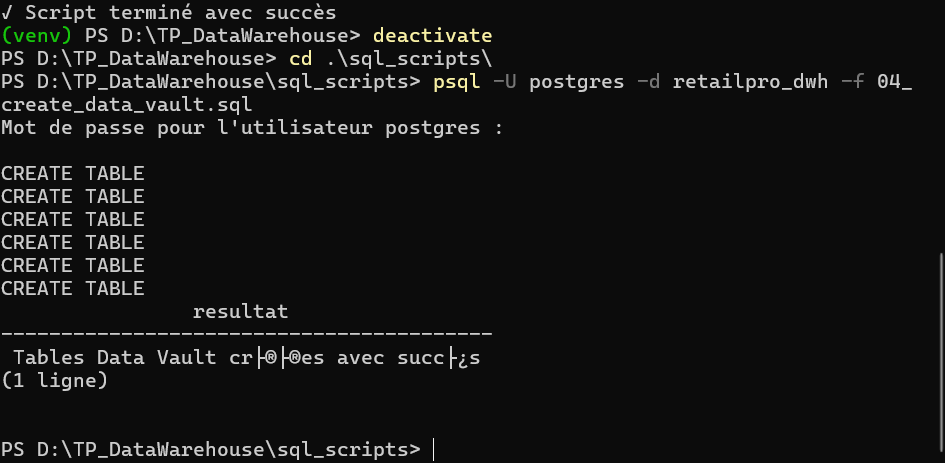 √ Script terminé avec succès
(venv) PS D:\TP_DataWarehouse> deactivate
PS D:\TP_DataWarehouse> cd .\sql_scripts\
PS D:\TP_DataWarehouse\sql_scripts> psql -U postgres -d retailpro_dwh -f 04_
create_data_vault.sql
Mot de passe pour l'utilisateur postgres :
CREATE TABLE
CREATE TABLE
CREATE TABLE
CREATE TABLE
CREATE TABLE
CREATE TABLE
resultat
-----------------------------------------
Tables Data Vault cr├®├®es avec succ├¿s
(1 ligne)
PS D:\TP_DataWarehouse\sql_scripts>